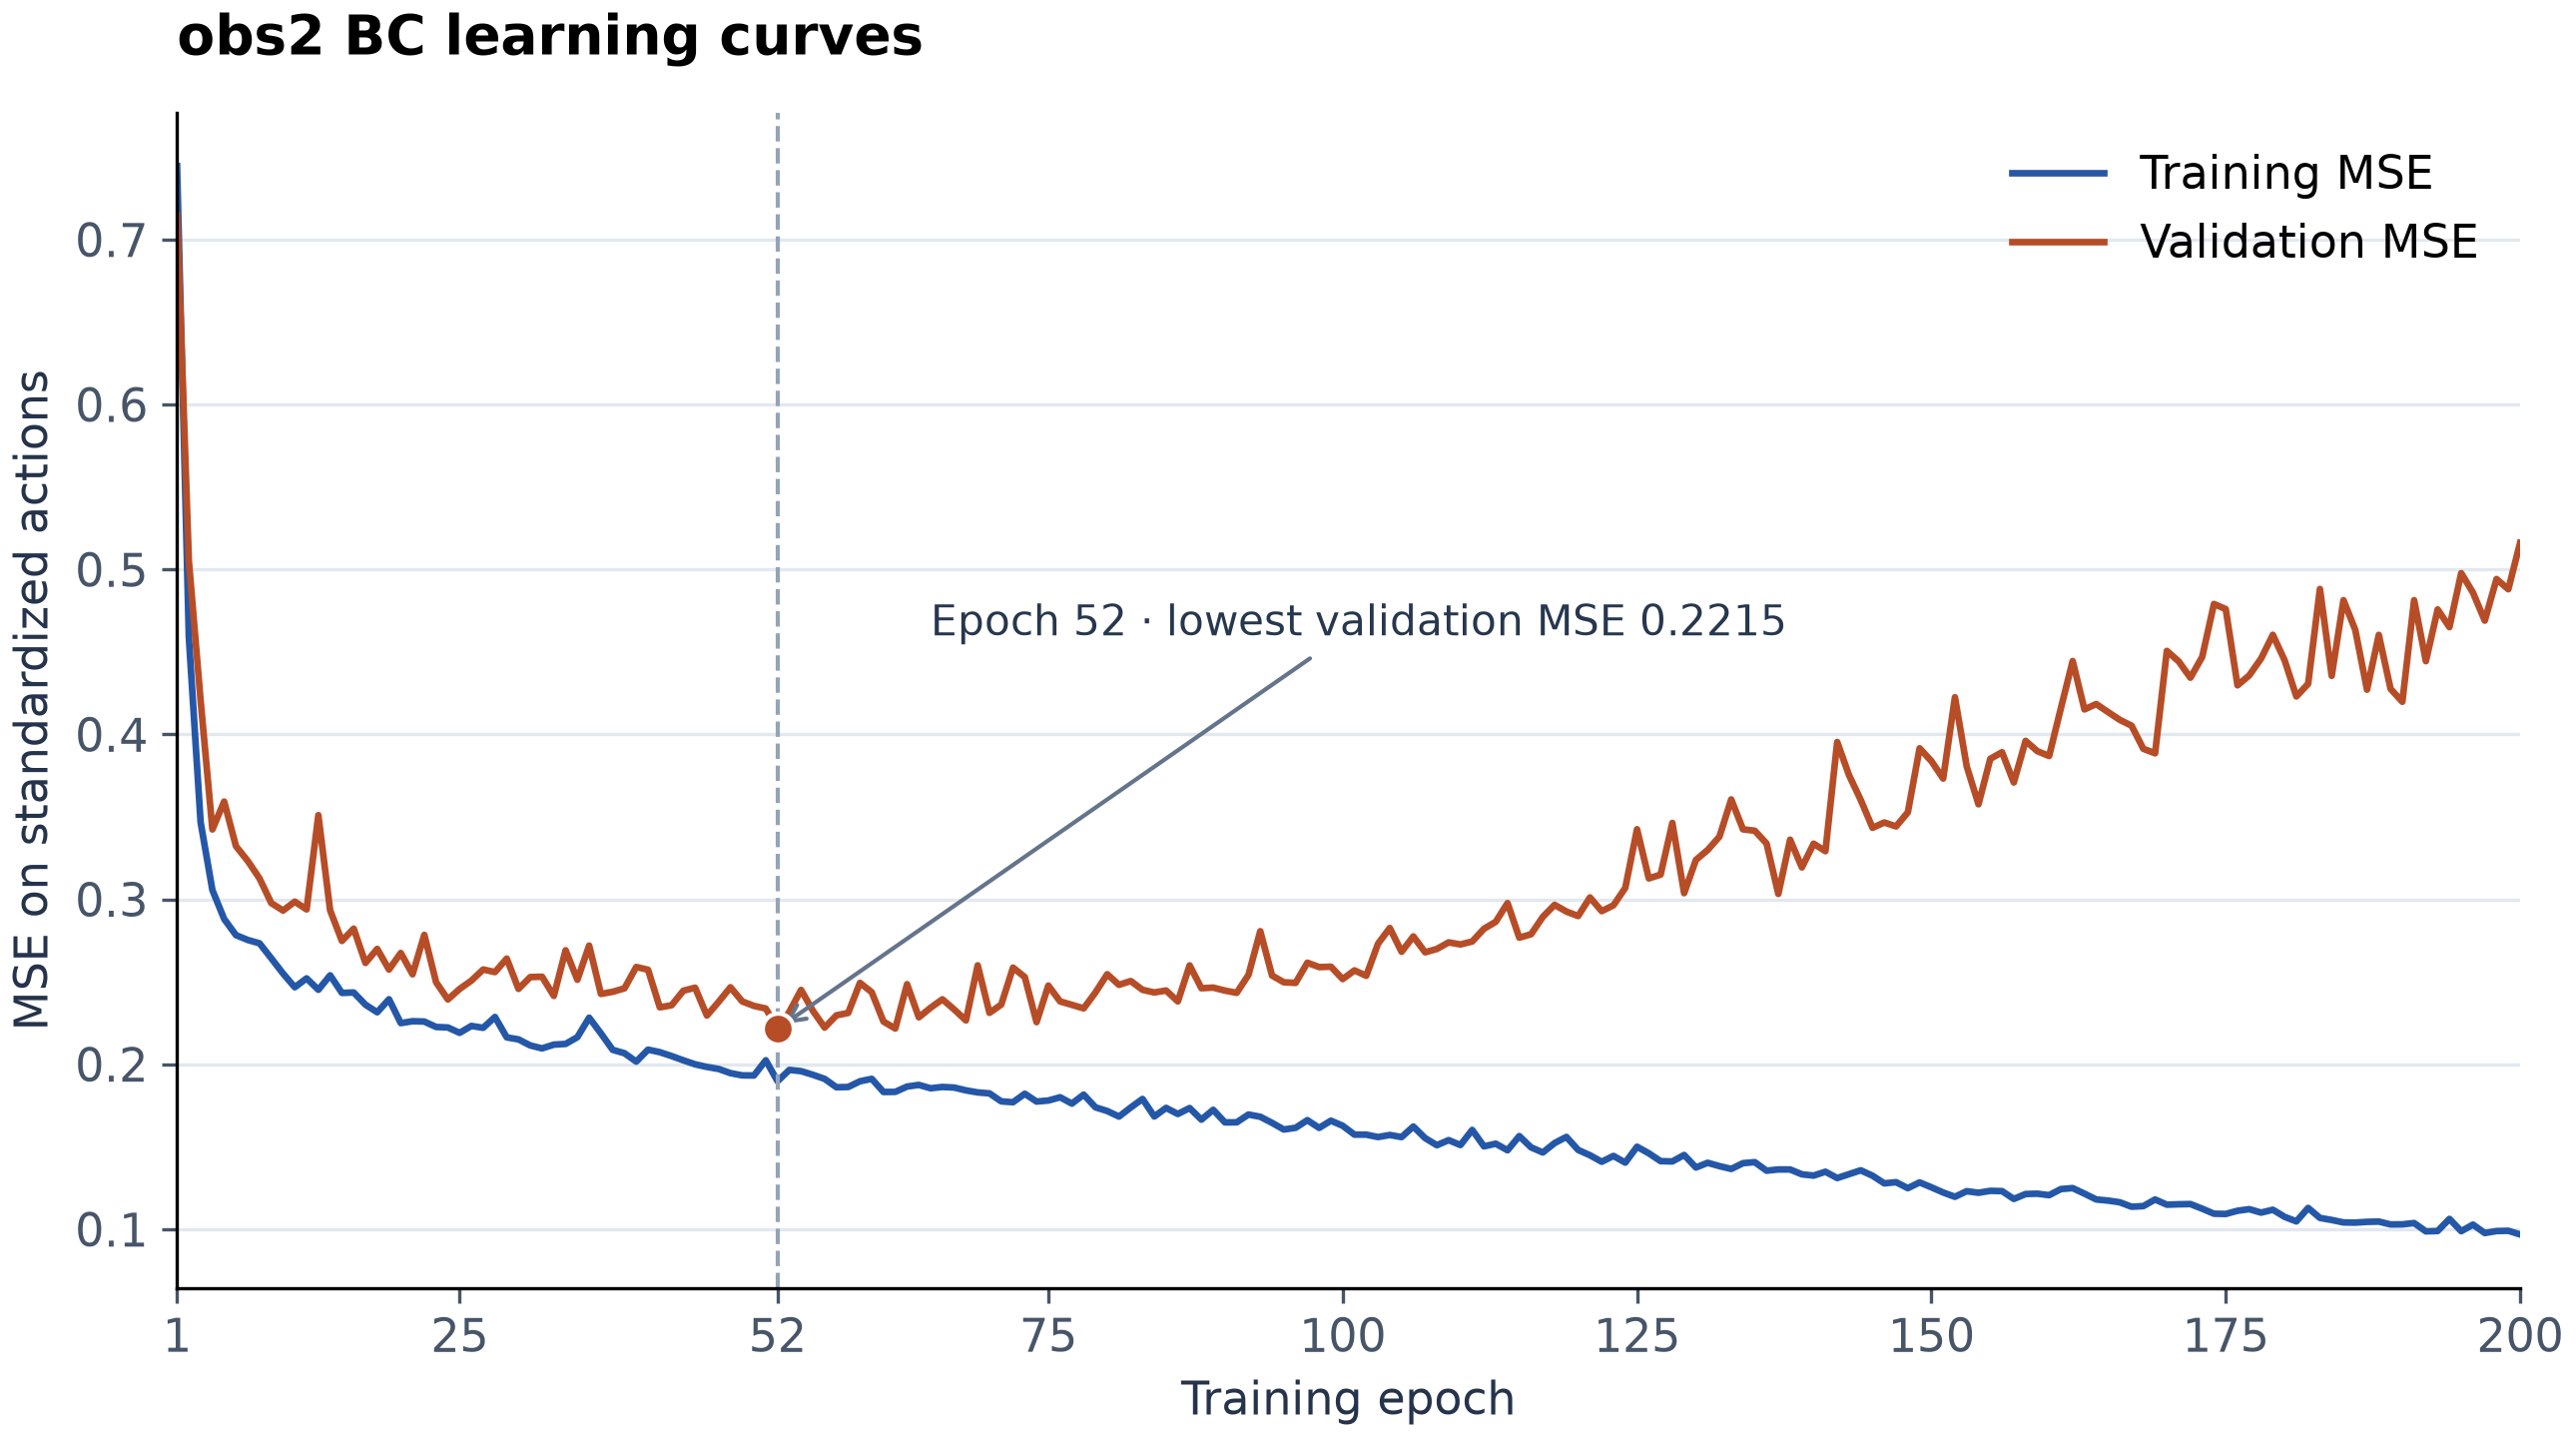 obs2 BC learning curves
Training MSE
Validation MSE
MSE on standardized actions
0.7
0.6
0.5
0.4
0.3
0.2
0.1
Epoch 52 · lowest validation MSE 0.2215
1 25 52 75 100 125 150 175 200
Training epoch